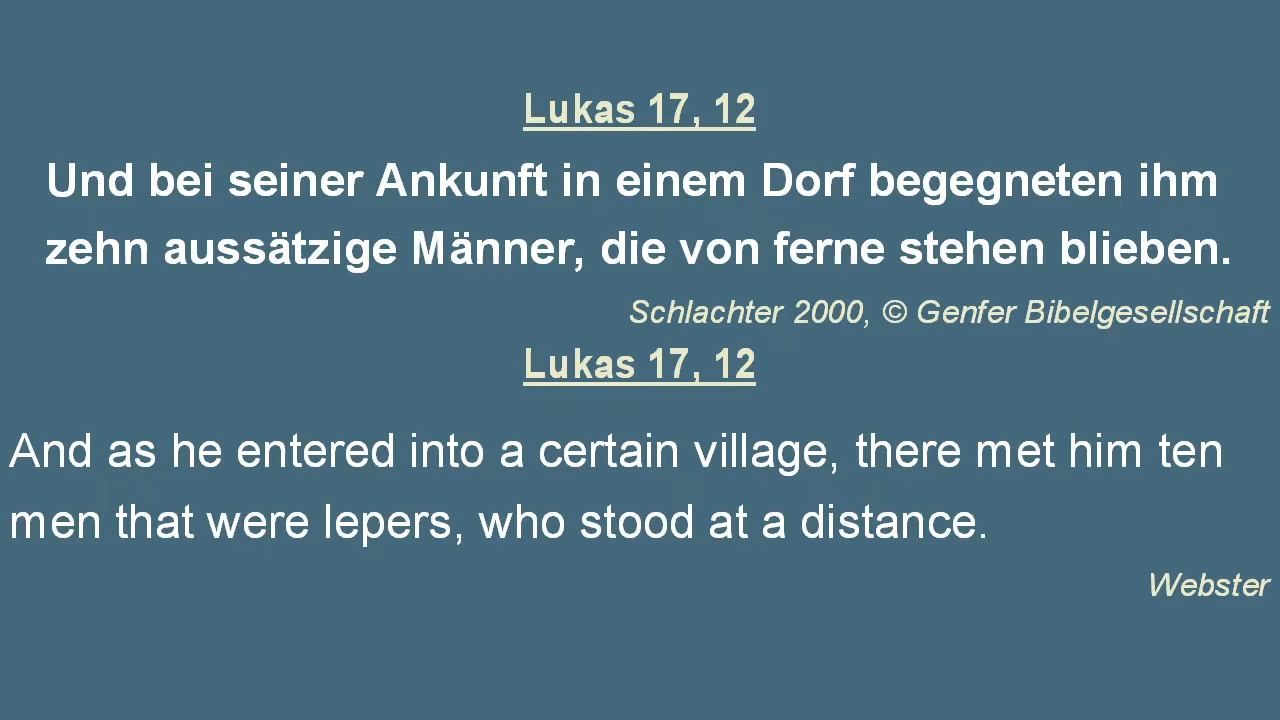 Lukas 17, 12
Und bei seiner Ankunft in einem Dorf begegneten ihm
zehn aussätzige Männer, die von ferne stehen blieben.
Schlachter 2000, © Genfer Bibelgesellschaft
Lukas 17, 12
And as he entered into a certain village, there met him ten
men that were lepers, who stood at a distance.
Webster